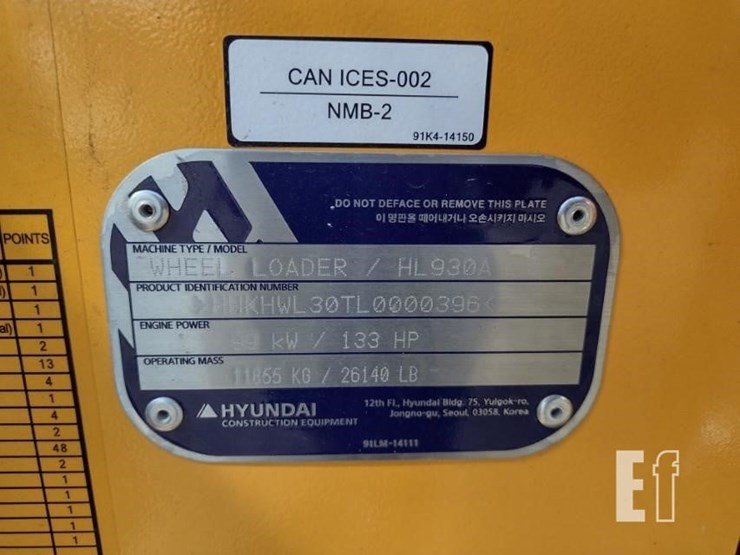 CAN ICES-002
NMB-2
91K4-14150
DO NOT DEFACE OR REMOVE THIS PLATE
이 명판을 떼어내거나 오손시키지 마시오
MACHINE TYPE / MODEL
WHEEL LOADER / HL930A
PRODUCT IDENTIFICATION NUMBER
>HHKHWL30TL0000396<
ENGINE POWER
99 kW / 133 HP
OPERATING MASS
11855 KG / 26140 LB
HYUNDAI
CONSTRUCTION EQUIPMENT
12th Fl., Hyundai Bldg. 75, Yulgok-ro,
Jongno-gu, Seoul, 03058, Korea
91LM-14111
POINTS
1
1
1
2
13
4
4
2
48
2
1
1
1
1
1
Ef